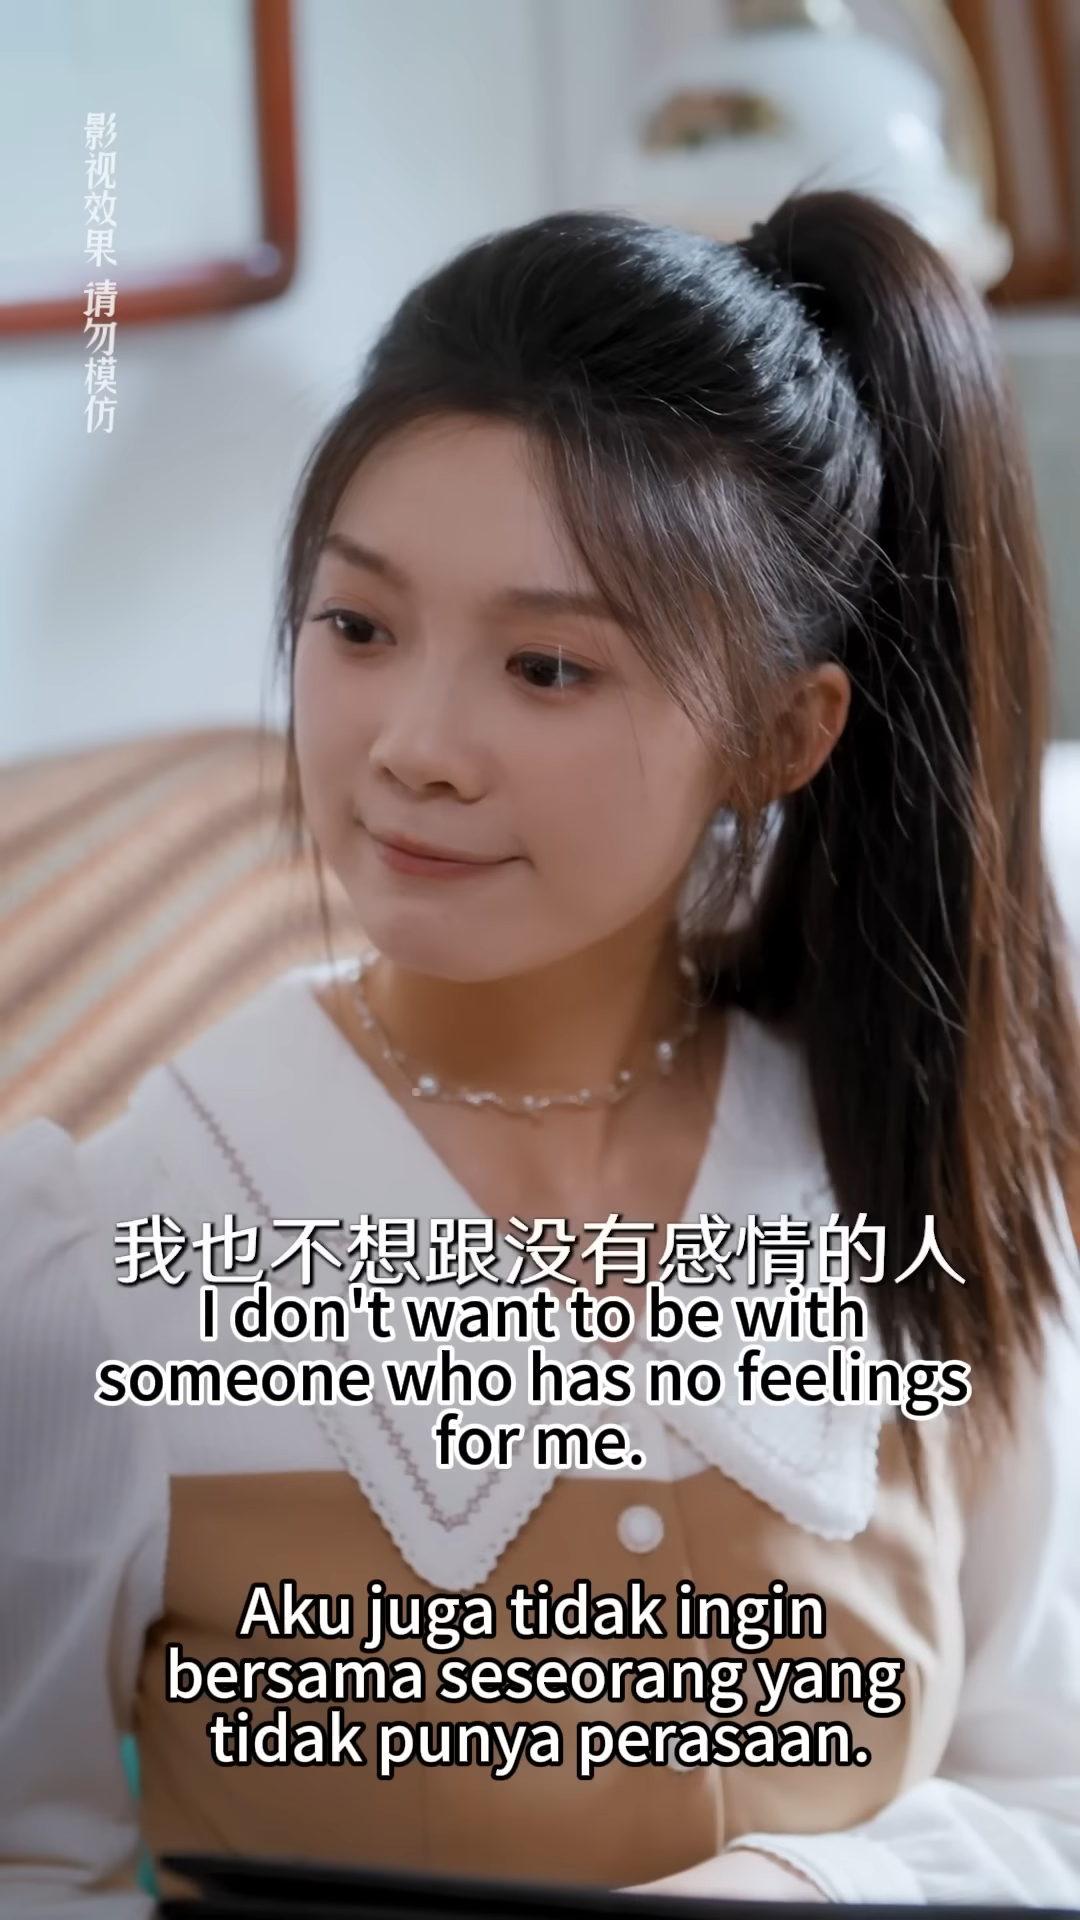 影视效果 请勿模仿
我也不想跟没有感情的人
I don't want to be with
someone who has no feelings
for me.
Aku juga tidak ingin
bersama seseorang yang
tidak punya perasaan.